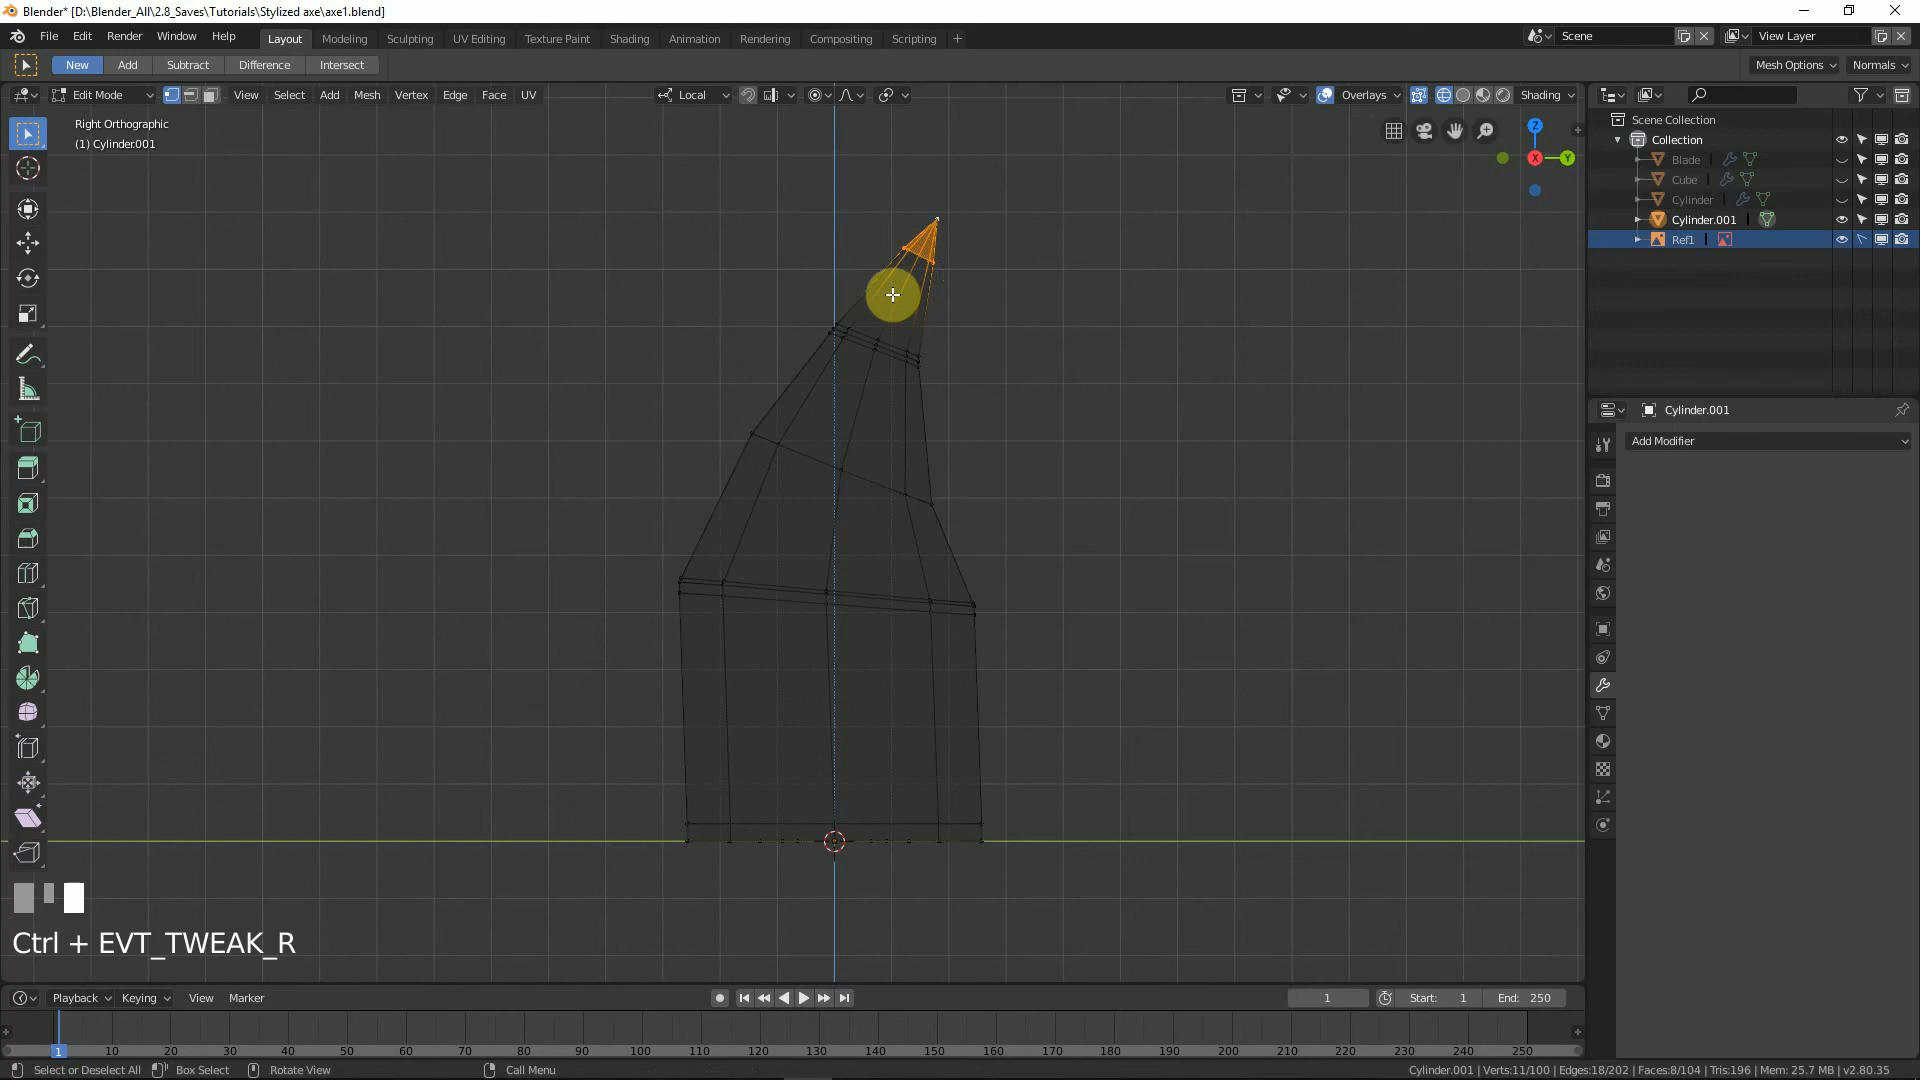 Blender* [D:\Blender_All\2.8_Saves\Tutorials\Stylized axe\axe1.blend]
File Edit Render Window Help Layout Modeling Sculpting UV Editing Texture Paint Shading Animation Rendering Compositing Scripting + Scene View Layer
New Add Subtract Difference Intersect Mesh Options Normals
Edit Mode View Select Add Mesh Vertex Edge Face UV Local Overlays Shading
Right Orthographic
(1) Cylinder.001
Z
X
Y
Scene Collection
Collection
Blade
Cube
Cylinder
Cylinder.001
Ref1
Cylinder.001
Add Modifier
Ctrl + EVT_TWEAK_R
Playback Keying View Marker 1 Start: 1 End: 250
1 10 20 30 40 50 60 70 80 90 100 110 120 130 140 150 160 170 180 190 200 210 220 230 240 250
Select or Deselect All Box Select Rotate View Call Menu Cylinder.001 | Verts:11/100 | Edges:18/202 | Faces:8/104 | Tris:196 | Mem: 25.7 MB | v2.80.35